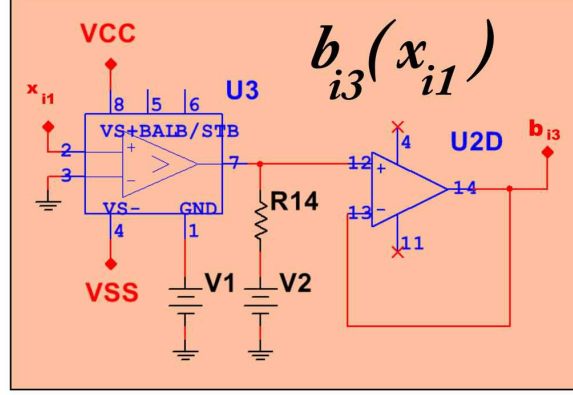 b i3 ( x i1 )
VCC
x i1
U3
8 5 6
VS+BALB/STB
b i3
4
U2D
2
+
>
7
12
+
14
3
-
13
-
R14
VS- GND
4 1
11
VSS
V1
V2